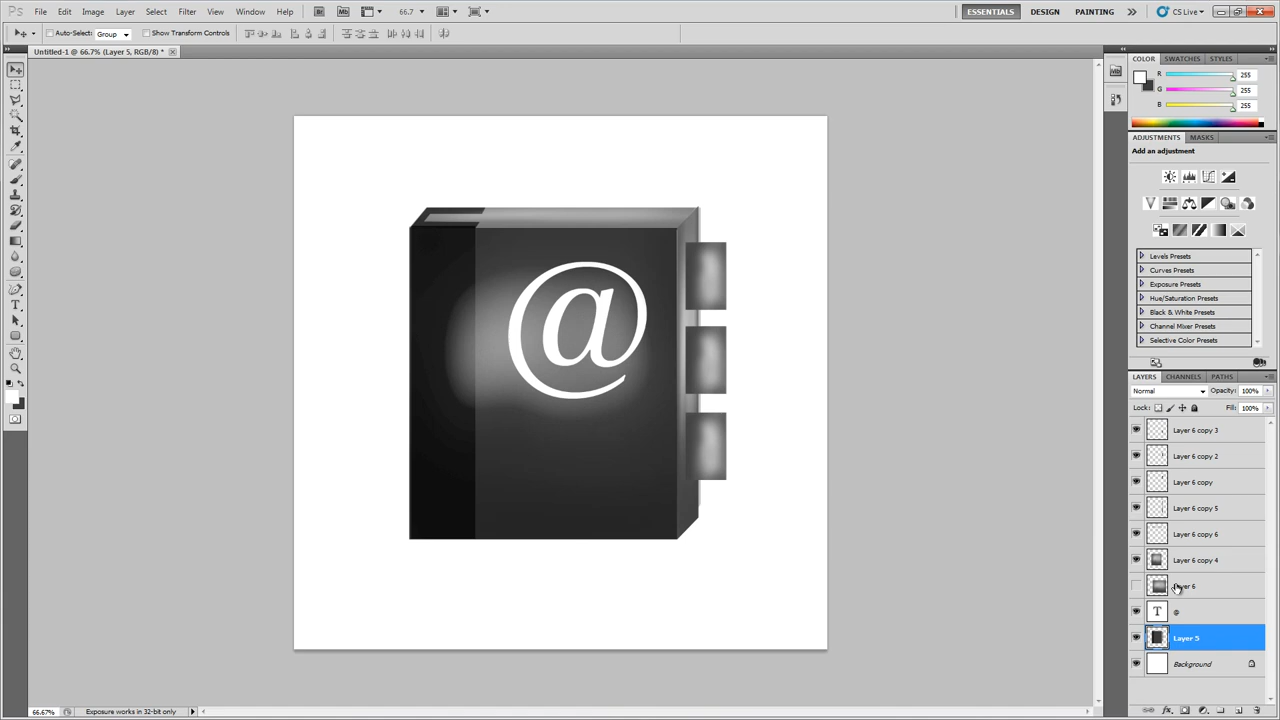 Ps File Edit Image Layer Select Filter Analysis 3D View Window Help Br Mb 66.7 ESSENTIALS DESIGN PAINTING CS Live
Auto-Select: Group Show Transform Controls
Untitled-1 @ 66.7% (Layer 5, RGB/8) *
COLOR SWATCHES STYLES
R 255
G 255
B 255
ADJUSTMENTS MASKS
Add an adjustment
Levels Presets
Curves Presets
Exposure Presets
Hue/Saturation Presets
Black & White Presets
Channel Mixer Presets
Selective Color Presets
@
LAYERS CHANNELS PATHS
Normal Opacity: 100%
Lock: Fill: 100%
Layer 6 copy 3
Layer 6 copy 2
Layer 6 copy
Layer 6 copy 5
Layer 6 copy 6
Layer 6 copy 4
Layer 6
T @
Layer 5
Background
66.67% Exposure works in 32-bit only